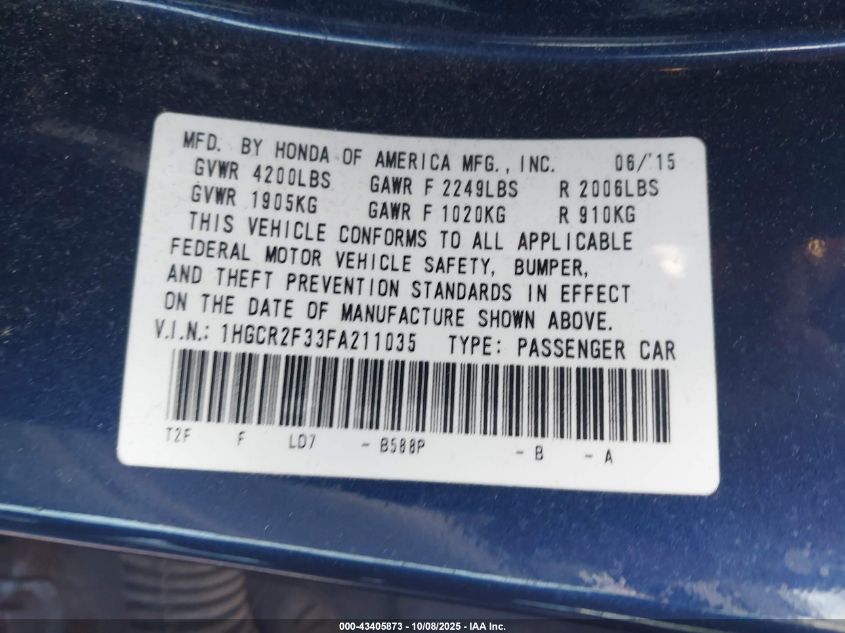 MFD. BY HONDA OF AMERICA MFG., INC. 06/'15
GVWR 4200LBS GAWR F 2249LBS R 2006LBS
GVWR 1905KG GAWR F 1020KG R 910KG
THIS VEHICLE CONFORMS TO ALL APPLICABLE
FEDERAL MOTOR VEHICLE SAFETY, BUMPER,
AND THEFT PREVENTION STANDARDS IN EFFECT
ON THE DATE OF MANUFACTURE SHOWN ABOVE.
V.I.N.: 1HGCR2F33FA211035 TYPE: PASSENGER CAR
T2F F LD7 - B588P - B - A
000-43405873 - 10/08/2025 - IAA Inc.